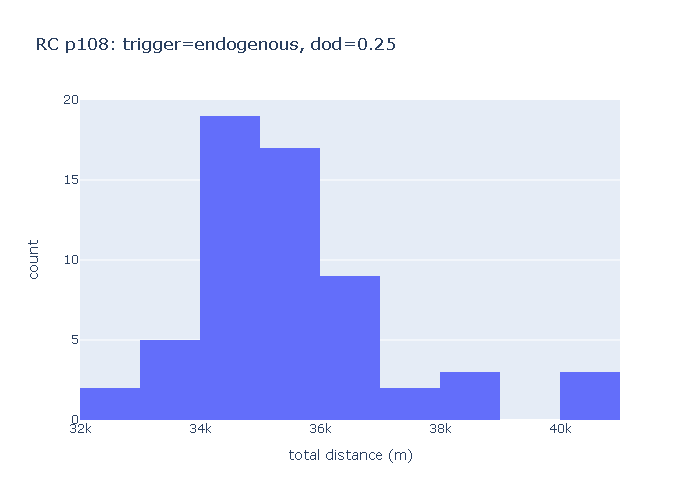 RC p108: trigger=endogenous, dod=0.25
20
15
10
5
0
32k 34k 36k 38k 40k
total distance (m)
count